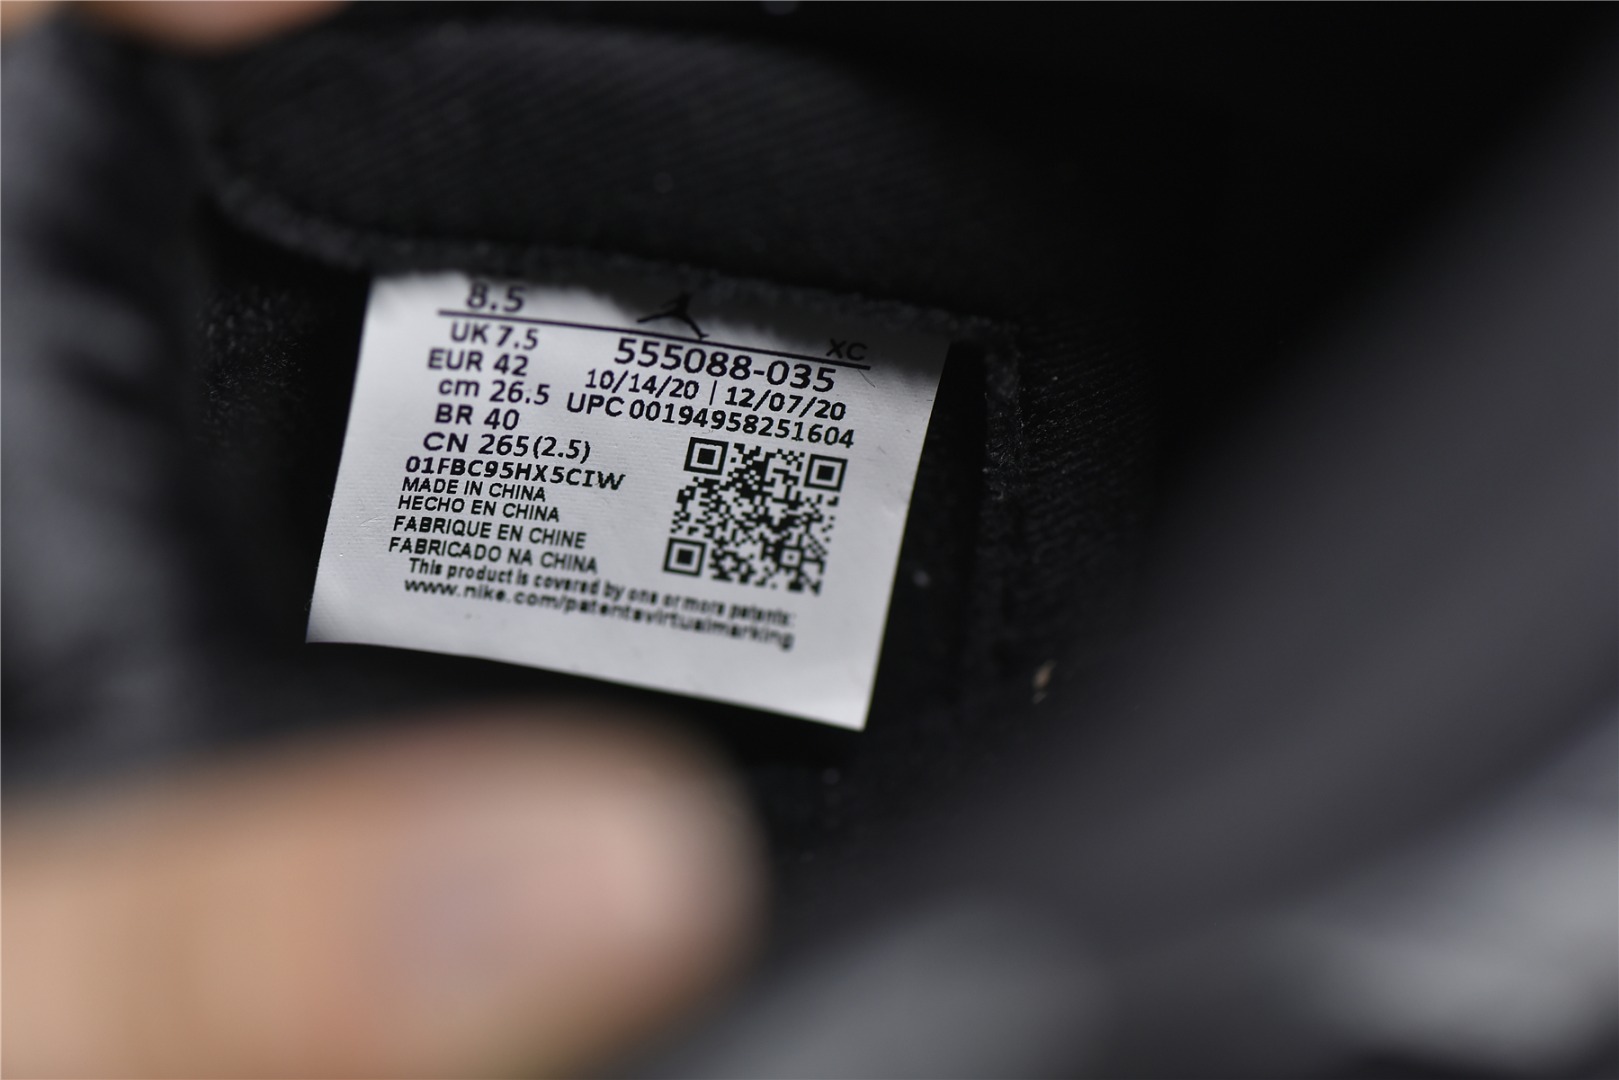 8.5
XC
UK 7.5
555088-035
EUR 42
10/14/20 | 12/07/20
cm 26.5
UPC 00194958251604
BR 40
CN 265(2.5)
01FBC95HX5CIW
MADE IN CHINA
HECHO EN CHINA
FABRIQUE EN CHINE
FABRICADO NA CHINA
This product is covered by one or more patents:
www.nike.com/patentsvirtualmarking